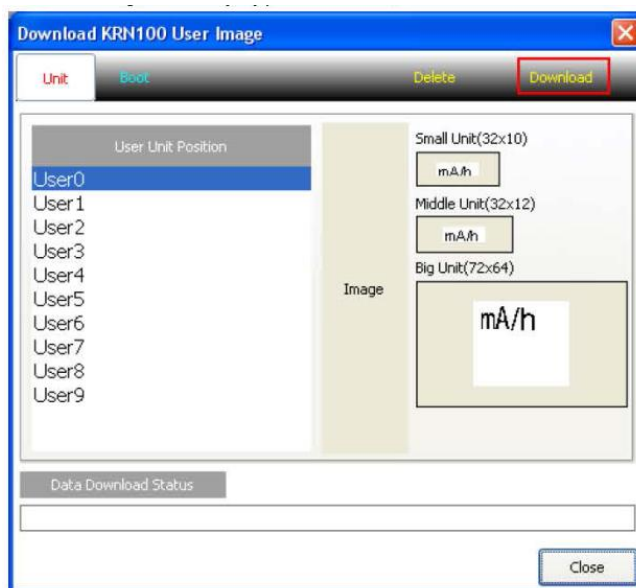 Download KRN100 User Image
Unit
Boot
Delete
Download
User Unit Position
User0
User1
User2
User3
User4
User5
User6
User7
User8
User9
Image
Small Unit(32x10)
mA/h
Middle Unit(32x12)
mA/h
Big Unit(72x64)
mA/h
Data Download Status
Close